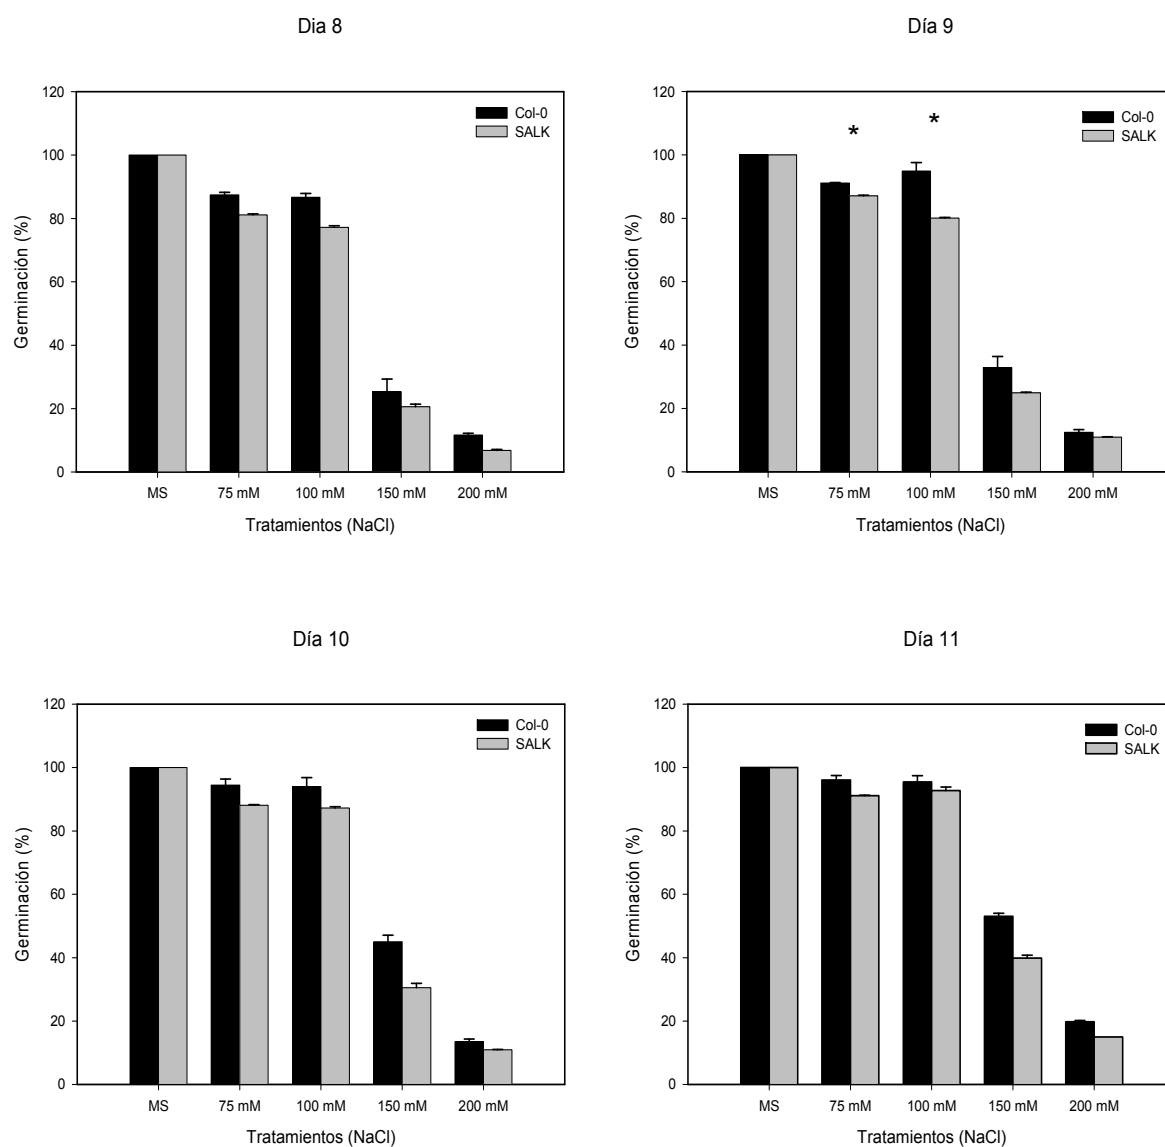 Dia 8
120
100
80
60
40
20
0
Germinación (%)
Col-0
SALK
MS 75 mM 100 mM 150 mM 200 mM
Tratamientos (NaCl)
Día 9
120
100
80
60
40
20
0
Germinación (%)
Col-0
SALK
* *
MS 75 mM 100 mM 150 mM 200 mM
Tratamientos (NaCl)
Día 10
120
100
80
60
40
20
0
Germinación (%)
Col-0
SALK
MS 75 mM 100 mM 150 mM 200 mM
Tratamientos (NaCl)
Día 11
120
100
80
60
40
20
0
Germinación (%)
Col-0
SALK
MS 75 mM 100 mM 150 mM 200 mM
Tratamientos (NaCl)